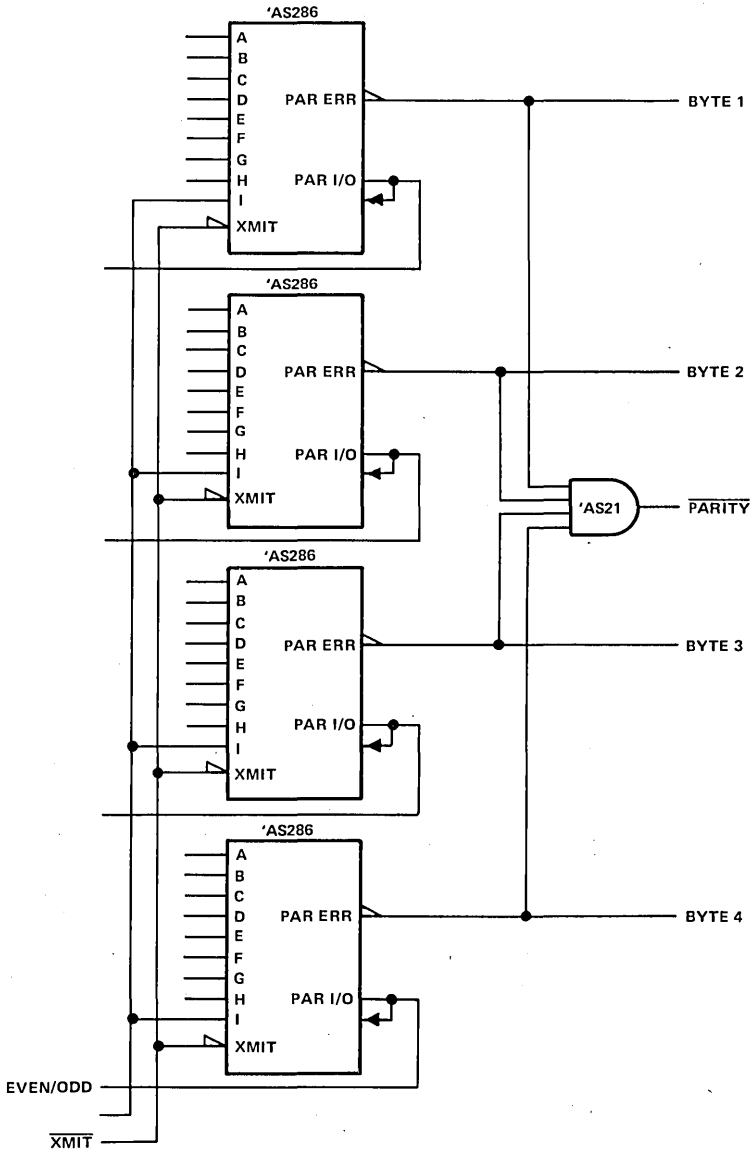 'AS286
A
B
C
D PAR ERR BYTE 1
E
F
G
H PAR I/O
I
XMIT
'AS286
A
B
C
D PAR ERR BYTE 2
E
F
G
H PAR I/O
I
XMIT
'AS21 PARITY
'AS286
A
B
C
D PAR ERR BYTE 3
E
F
G
H PAR I/O
I
XMIT
'AS286
A
B
C
D PAR ERR BYTE 4
E
F
G
H PAR I/O
I
XMIT
EVEN/ODD
XMIT